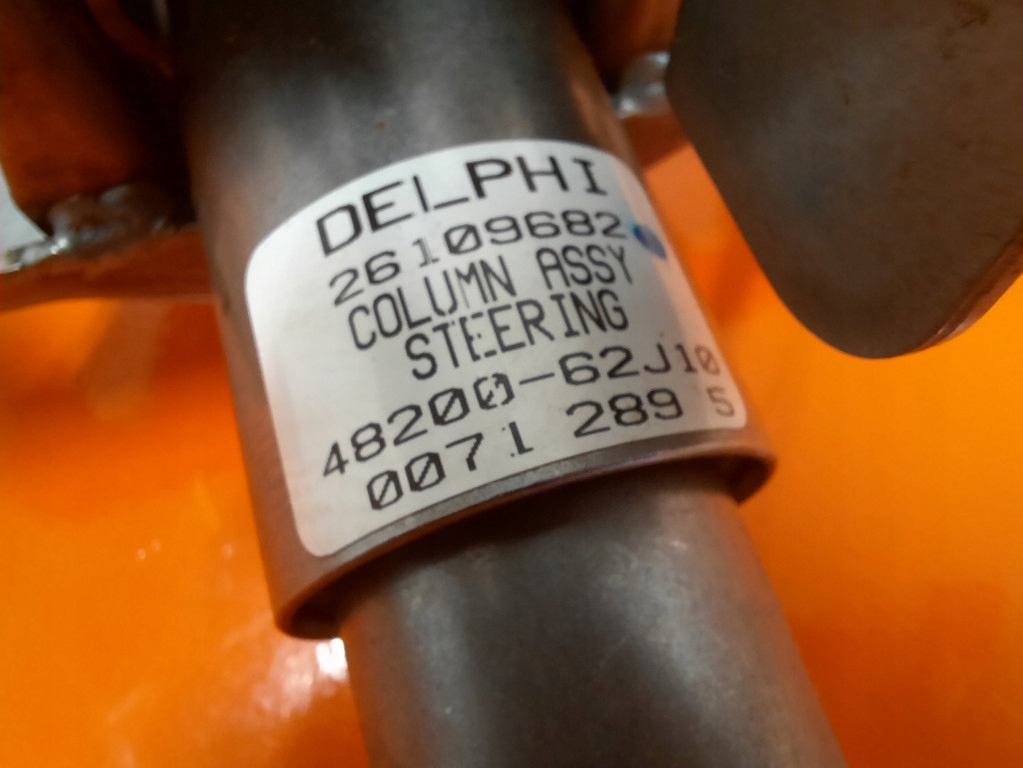 DELPHI
26109682
COLUMN ASSY
STEERING
48200-62J10
0071 289 5